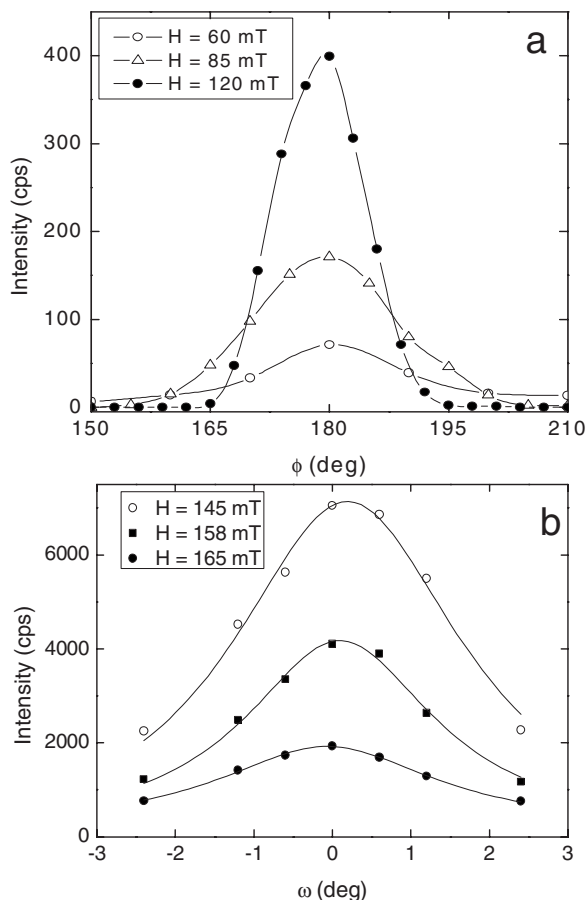 a
H = 60 mT
H = 85 mT
H = 120 mT
400
300
200
100
0
Intensity (cps)
150 165 180 195 210
ϕ (deg)
b
H = 145 mT
H = 158 mT
H = 165 mT
6000
4000
2000
0
Intensity (cps)
-3 -2 -1 0 1 2 3
ω (deg)